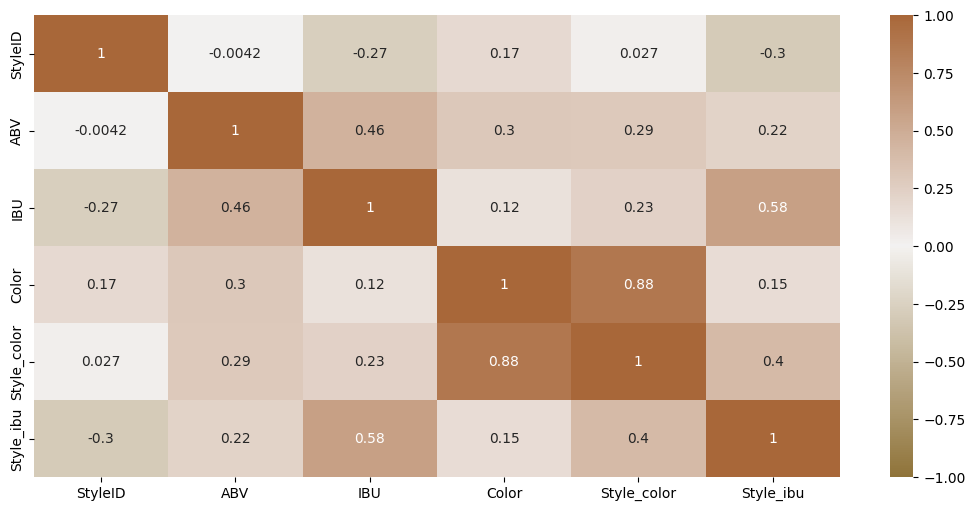 StyleID 1 -0.0042 -0.27 0.17 0.027 -0.3
ABV -0.0042 1 0.46 0.3 0.29 0.22
IBU -0.27 0.46 1 0.12 0.23 0.58
Color 0.17 0.3 0.12 1 0.88 0.15
Style_color 0.027 0.29 0.23 0.88 1 0.4
Style_ibu -0.3 0.22 0.58 0.15 0.4 1
StyleID ABV IBU Color Style_color Style_ibu
1.00
0.75
0.50
0.25
0.00
−0.25
−0.50
−0.75
−1.00